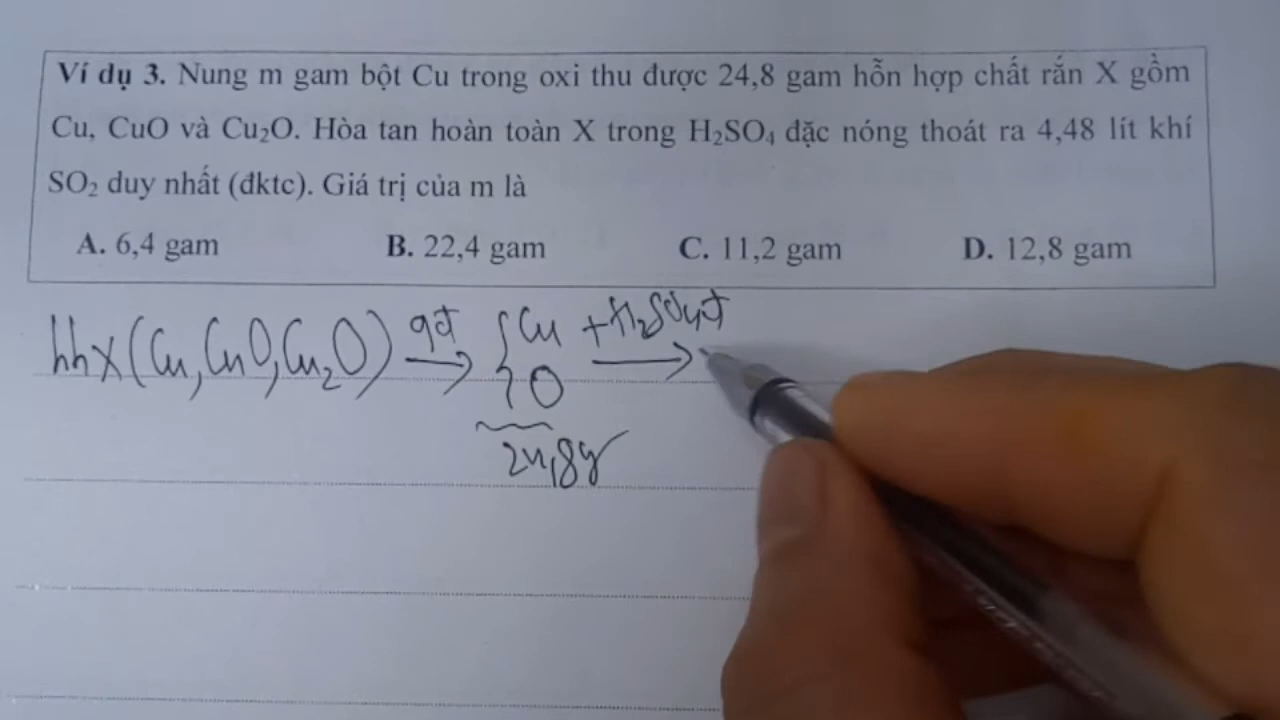 Ví dụ 3. Nung m gam bột Cu trong oxi thu được 24,8 gam hỗn hợp chất rắn X gồm
Cu, CuO và Cu₂O. Hòa tan hoàn toàn X trong H₂SO₄ đặc nóng thoát ra 4,48 lít khí
SO₂ duy nhất (đktc). Giá trị của m là
A. 6,4 gam B. 22,4 gam C. 11,2 gam D. 12,8 gam
hhX(Cu, CuO, Cu₂O) qđ → { Cu + H₂SO₄ đ →
O
24,8g